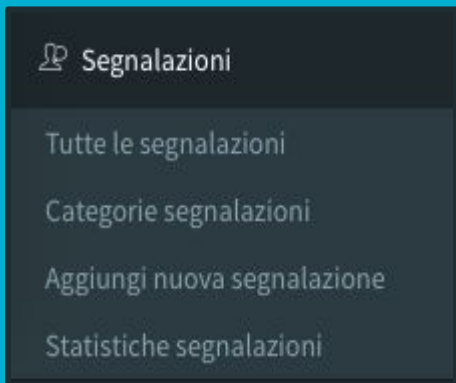 Segnalazioni
Tutte le segnalazioni
Categorie segnalazioni
Aggiungi nuova segnalazione
Statistiche segnalazioni